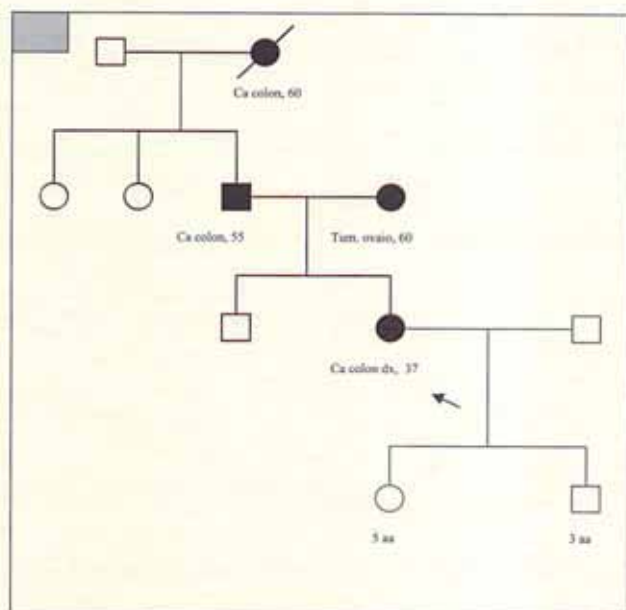 Ca colon, 60
Ca colon, 55
Tum. ovaio, 60
Ca colon dx, 37
5 aa
3 aa